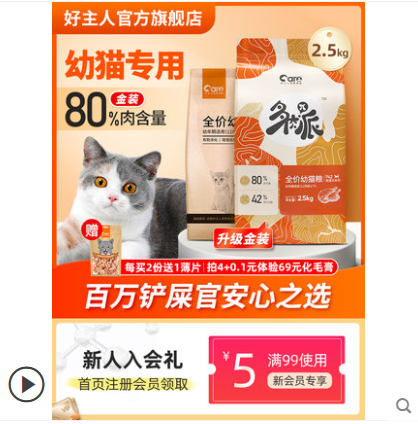 好主人官方旗舰店
2.5kg
幼猫专用
金装
80%肉含量
Care
全价幼
多样派
80%
全价幼猫粮
42%
2.5kg
升级金装
赠
每买2份送1薄片 拍4+0.1元体验69元化毛膏
百万铲屎官安心之选
新人入会礼
首页注册会员领取
¥5
满99使用
新会员专享